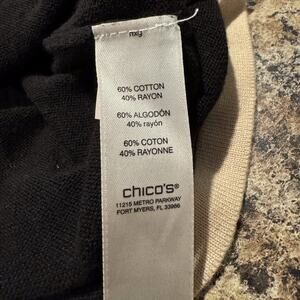 60% COTTON
40% RAYON
60% ALGODÓN
40% rayón
60% COTON
40% RAYONNE
chico's®
11215 METRO PARKWAY
FORT MYERS, FL 33966